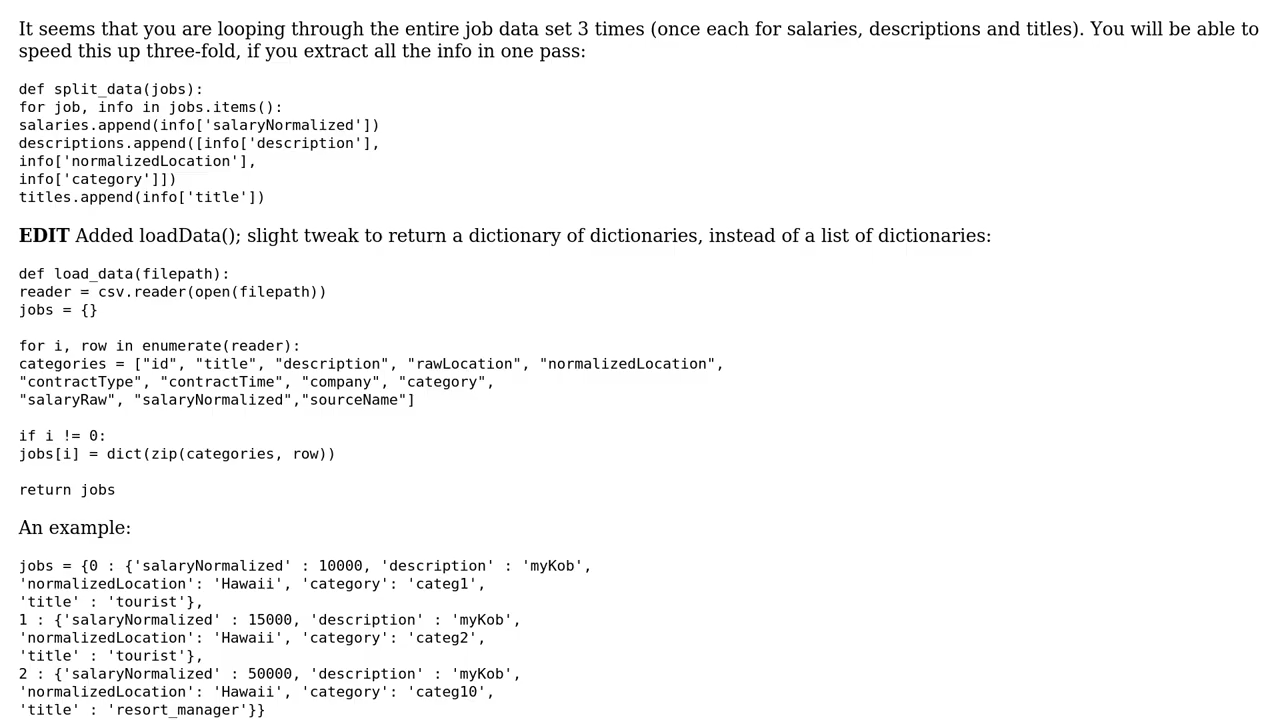 It seems that you are looping through the entire job data set 3 times (once each for salaries, descriptions and titles). You will be able to
speed this up three-fold, if you extract all the info in one pass:
def split_data(jobs):
for job, info in jobs.items():
salaries.append(info['salaryNormalized'])
descriptions.append([info['description'],
info['normalizedLocation'],
info['category']])
titles.append(info['title'])
EDIT Added loadData(); slight tweak to return a dictionary of dictionaries, instead of a list of dictionaries:
def load_data(filepath):
reader = csv.reader(open(filepath))
jobs = {}
for i, row in enumerate(reader):
categories = ["id", "title", "description", "rawLocation", "normalizedLocation",
"contractType", "contractTime", "company", "category",
"salaryRaw", "salaryNormalized","sourceName"]
if i != 0:
jobs[i] = dict(zip(categories, row))
return jobs
An example:
jobs = {0 : {'salaryNormalized' : 10000, 'description' : 'myKob',
'normalizedLocation': 'Hawaii', 'category': 'categ1',
'title' : 'tourist'},
1 : {'salaryNormalized' : 15000, 'description' : 'myKob',
'normalizedLocation': 'Hawaii', 'category': 'categ2',
'title' : 'tourist'},
2 : {'salaryNormalized' : 50000, 'description' : 'myKob',
'normalizedLocation': 'Hawaii', 'category': 'categ10',
'title' : 'resort_manager'}}